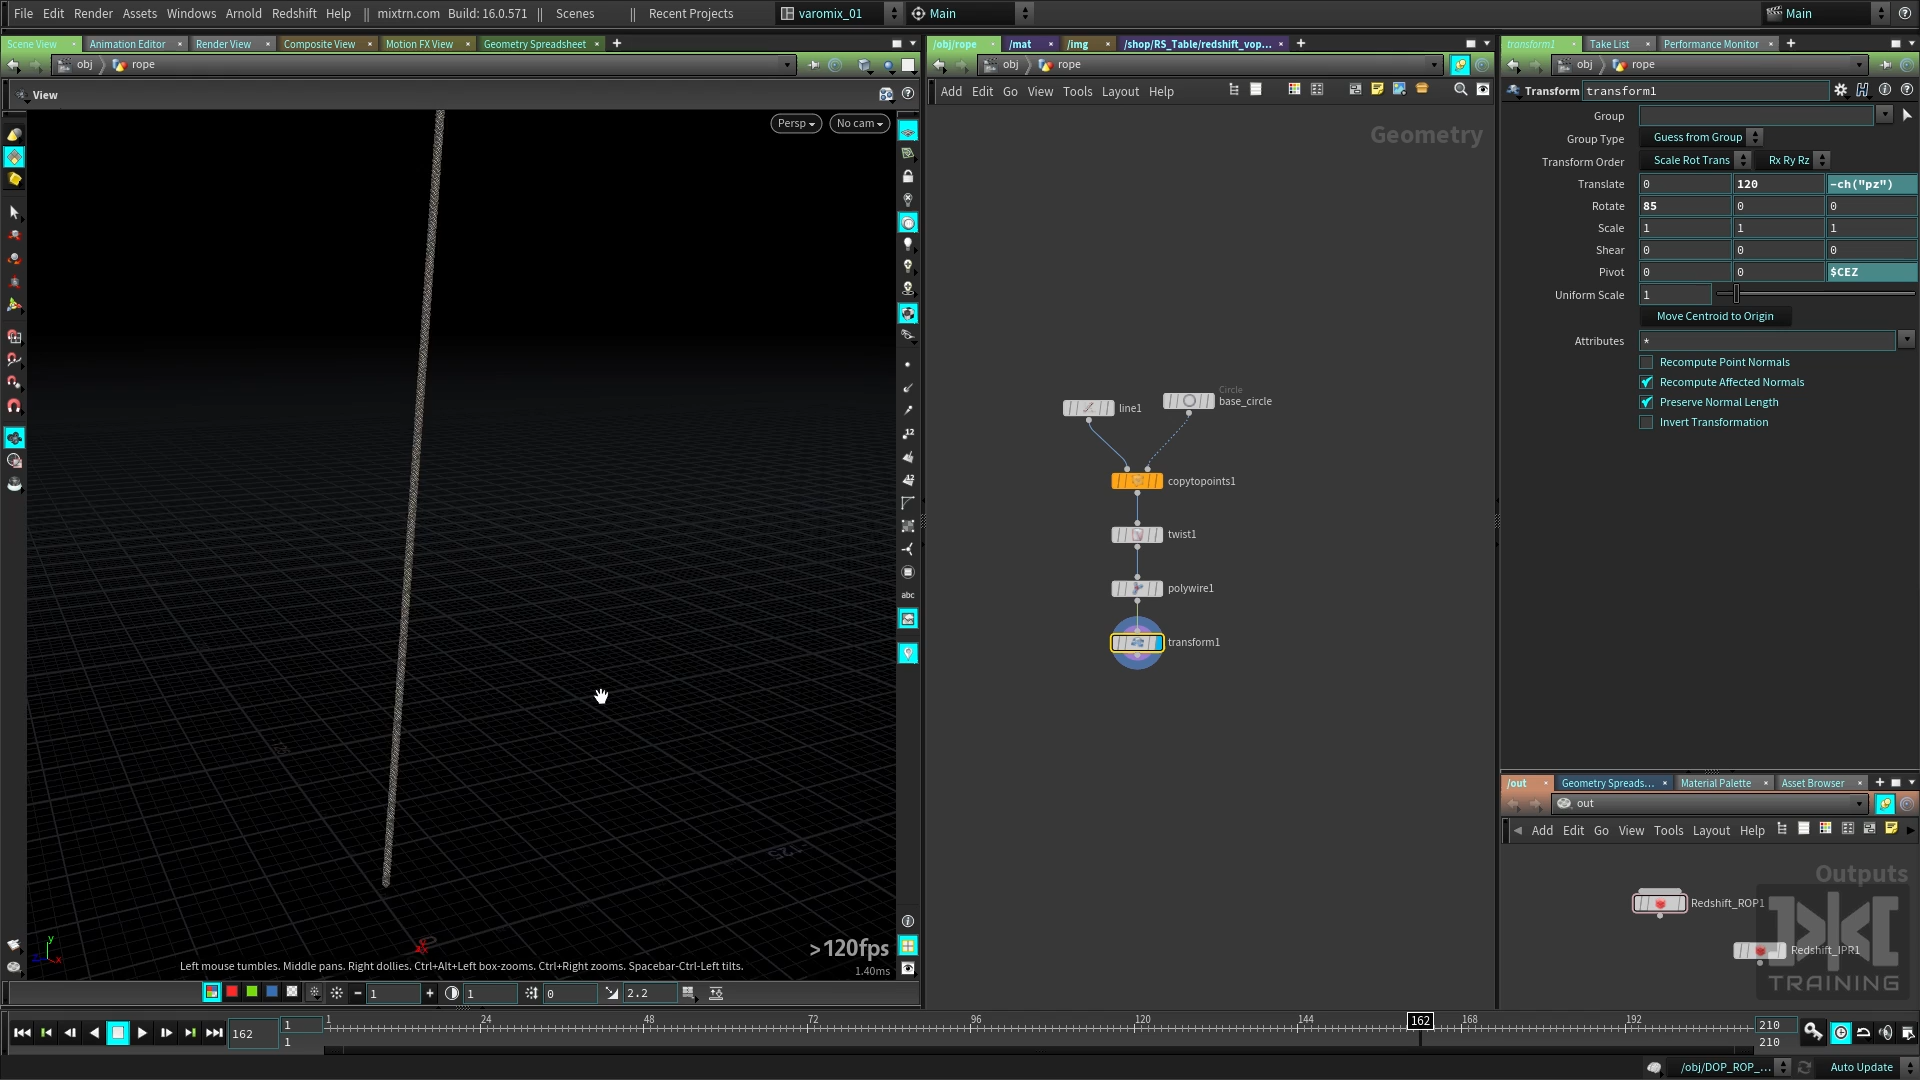 File Edit Render Assets Windows Arnold Redshift Help || mixtrn.com Build: 16.0.571 || Scenes || Recent Projects varomix_01 Main Main
Scene View Animation Editor Render View Composite View Motion FX View Geometry Spreadsheet
/obj/rope /mat /img /shop/RS_Table/redshift_vop...
transform1 Take List Performance Monitor
obj rope
obj rope
obj rope
View
Persp No cam
Add Edit Go View Tools Layout Help
Geometry
Transform transform1
Group
Group Type Guess from Group
Transform Order Scale Rot Trans Rx Ry Rz
Translate 0 120 -ch("pz")
Rotate 85 0 0
Scale 1 1 1
Shear 0 0 0
Pivot 0 0 $CEZ
Uniform Scale 1
Move Centroid to Origin
Attributes *
Recompute Point Normals
Recompute Affected Normals
Preserve Normal Length
Invert Transformation
line1
Circle
base_circle
copytopoints1
twist1
polywire1
transform1
12
abc
125
y
x
>120fps
1.40ms
Left mouse tumbles. Middle pans. Right dollies. Ctrl+Alt+Left box-zooms. Ctrl+Right zooms. Spacebar-Ctrl-Left tilts.
1 1 0 2.2
/out Geometry Spreads... Material Palette Asset Browser
out
Add Edit Go View Tools Layout Help
Outputs
Redshift_ROP1
Redshift_IPR1
TRAINING
162 1 1
1 24 48 72 96 120 144 162 168 192
210
210
/obj/DOP_ROP_... Auto Update